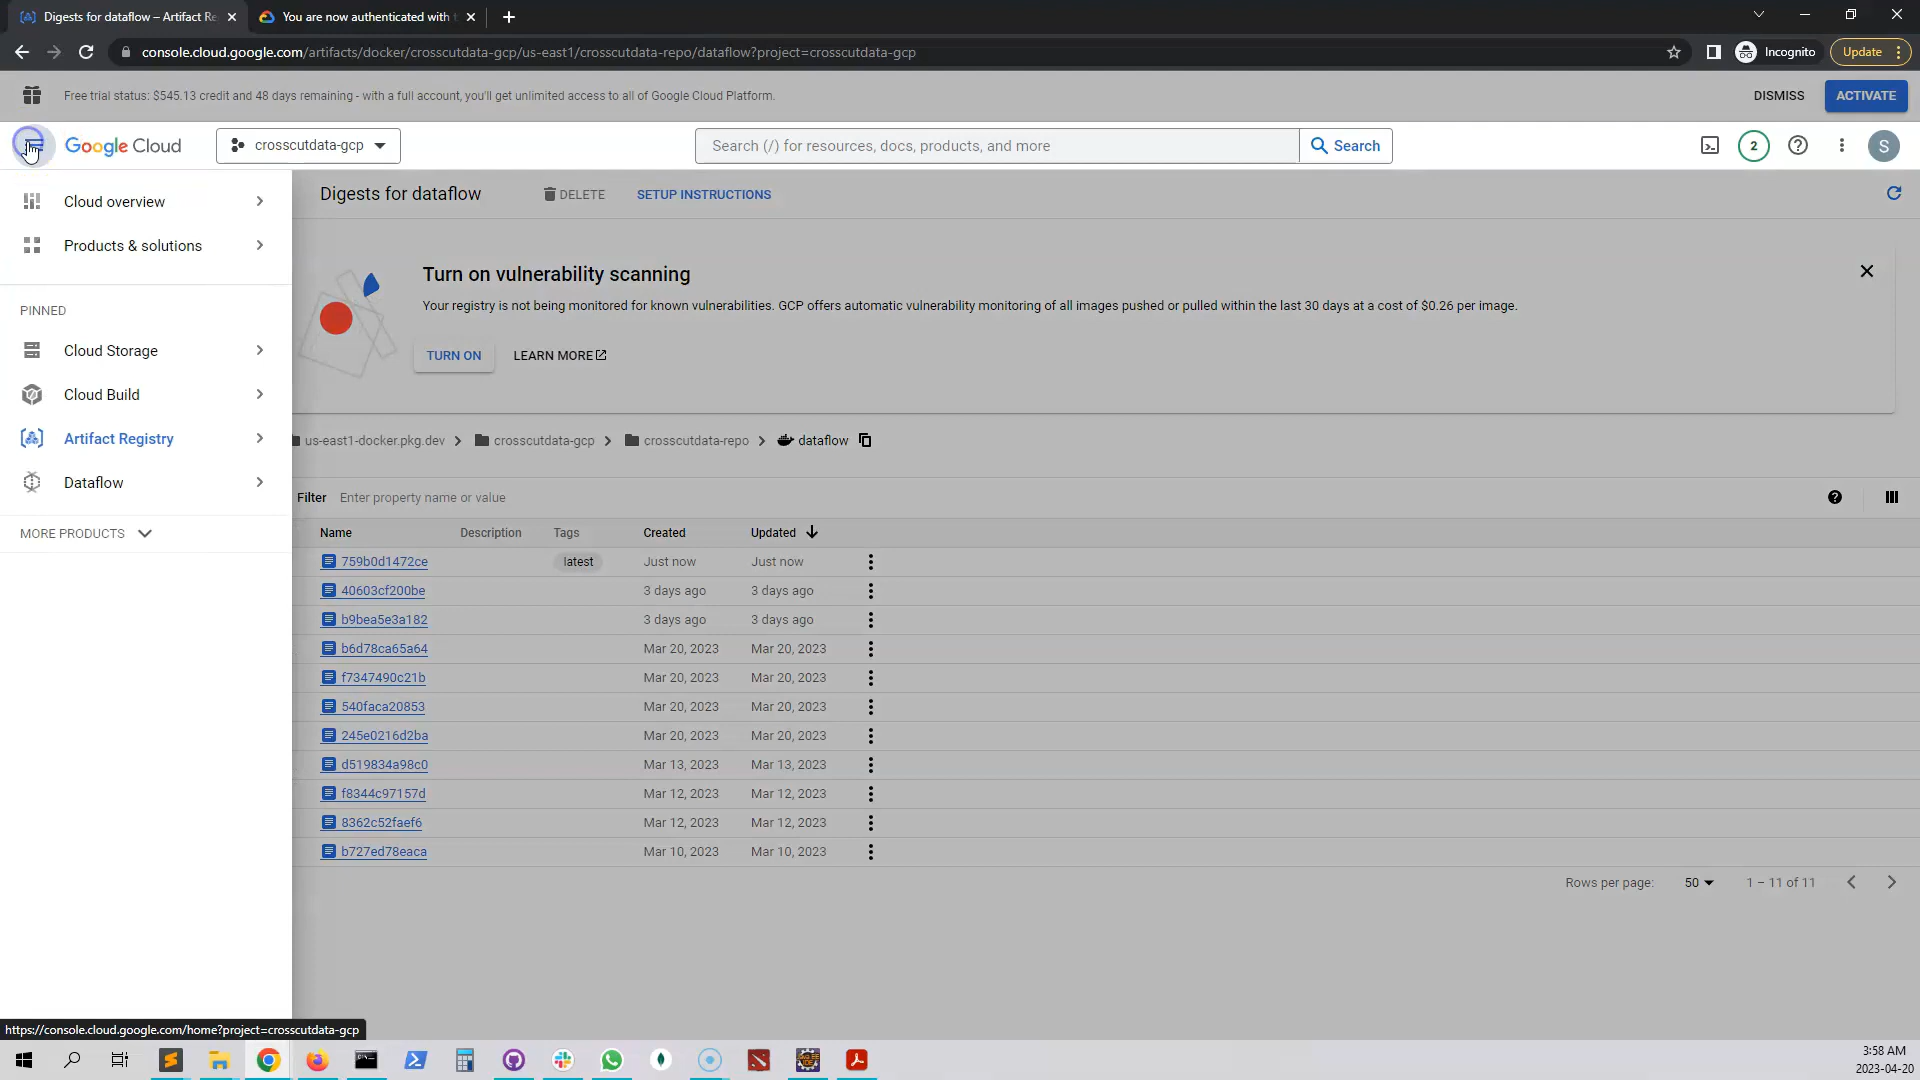 Digests for dataflow – Artifact Re
You are now authenticated with t
console.cloud.google.com/artifacts/docker/crosscutdata-gcp/us-east1/crosscutdata-repo/dataflow?project=crosscutdata-gcp
Incognito
Update
Free trial status: $545.13 credit and 48 days remaining - with a full account, you'll get unlimited access to all of Google Cloud Platform.
DISMISS
ACTIVATE
Google Cloud
crosscutdata-gcp
Search (/) for resources, docs, products, and more
Search
2
S
Cloud overview
Products & solutions
PINNED
Cloud Storage
Cloud Build
Artifact Registry
Dataflow
MORE PRODUCTS
Digests for dataflow
DELETE
SETUP INSTRUCTIONS
Turn on vulnerability scanning
Your registry is not being monitored for known vulnerabilities. GCP offers automatic vulnerability monitoring of all images pushed or pulled within the last 30 days at a cost of $0.26 per image.
TURN ON
LEARN MORE
us-east1-docker.pkg.dev
crosscutdata-gcp
crosscutdata-repo
dataflow
Filter Enter property name or value
Name Description Tags Created Updated
759b0d1472ce latest Just now Just now
40603cf200be 3 days ago 3 days ago
b9bea5e3a182 3 days ago 3 days ago
b6d78ca65a64 Mar 20, 2023 Mar 20, 2023
f7347490c21b Mar 20, 2023 Mar 20, 2023
540faca20853 Mar 20, 2023 Mar 20, 2023
245e0216d2ba Mar 20, 2023 Mar 20, 2023
d519834a98c0 Mar 13, 2023 Mar 13, 2023
f8344c97157d Mar 12, 2023 Mar 12, 2023
8362c52faef6 Mar 12, 2023 Mar 12, 2023
b727ed78eaca Mar 10, 2023 Mar 10, 2023
Rows per page: 50 1 – 11 of 11
https://console.cloud.google.com/home?project=crosscutdata-gcp
3:58 AM
2023-04-20